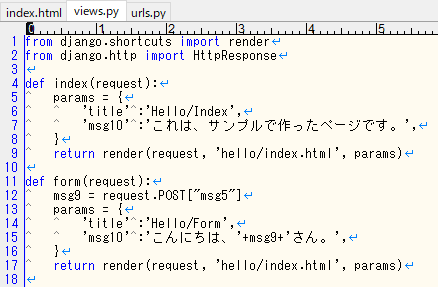 index.html views.py urls.py
0 1 2 3 4 5
1 from django.shortcuts import render
2 from django.http import HttpResponse
3
4 def index(request):
5 params = {
6 'title':'Hello/Index',
7 'msg10':'これは、サンプルで作ったページです。',
8 }
9 return render(request, 'hello/index.html', params)
10
11 def form(request):
12 msg9 = request.POST["msg5"]
13 params = {
14 'title':'Hello/Form',
15 'msg10':'こんにちは、'+msg9+'さん。',
16 }
17 return render(request, 'hello/index.html', params)
18